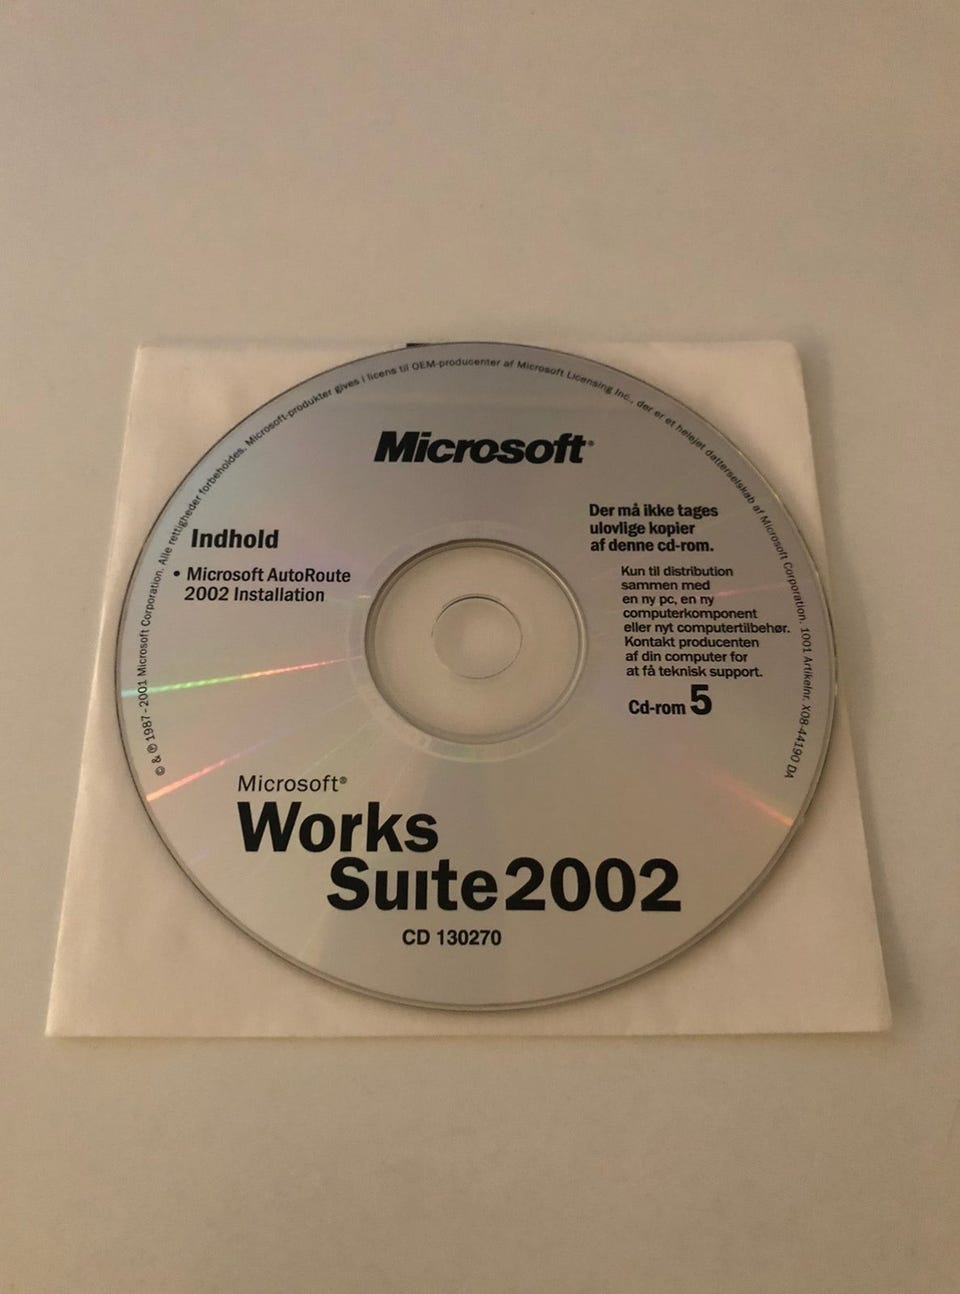 © & ℗ 1987-2001 Microsoft Corporation. Alle rettigheder forbeholdes. Microsoft-produkter gives i licens til OEM-producenter af Microsoft Licensing Inc., der er et helejet datterselskab af Microsoft Corporation. 1001 Artikelnr. X08-44190 DA
Microsoft®
Indhold
• Microsoft AutoRoute
2002 Installation
Der må ikke tages
ulovlige kopier
af denne cd-rom.
Kun til distribution
sammen med
en ny pc, en ny
computerkomponent
eller nyt computertilbehør.
Kontakt producenten
af din computer for
at få teknisk support.
Cd-rom 5
Microsoft®
Works
Suite2002
CD 130270